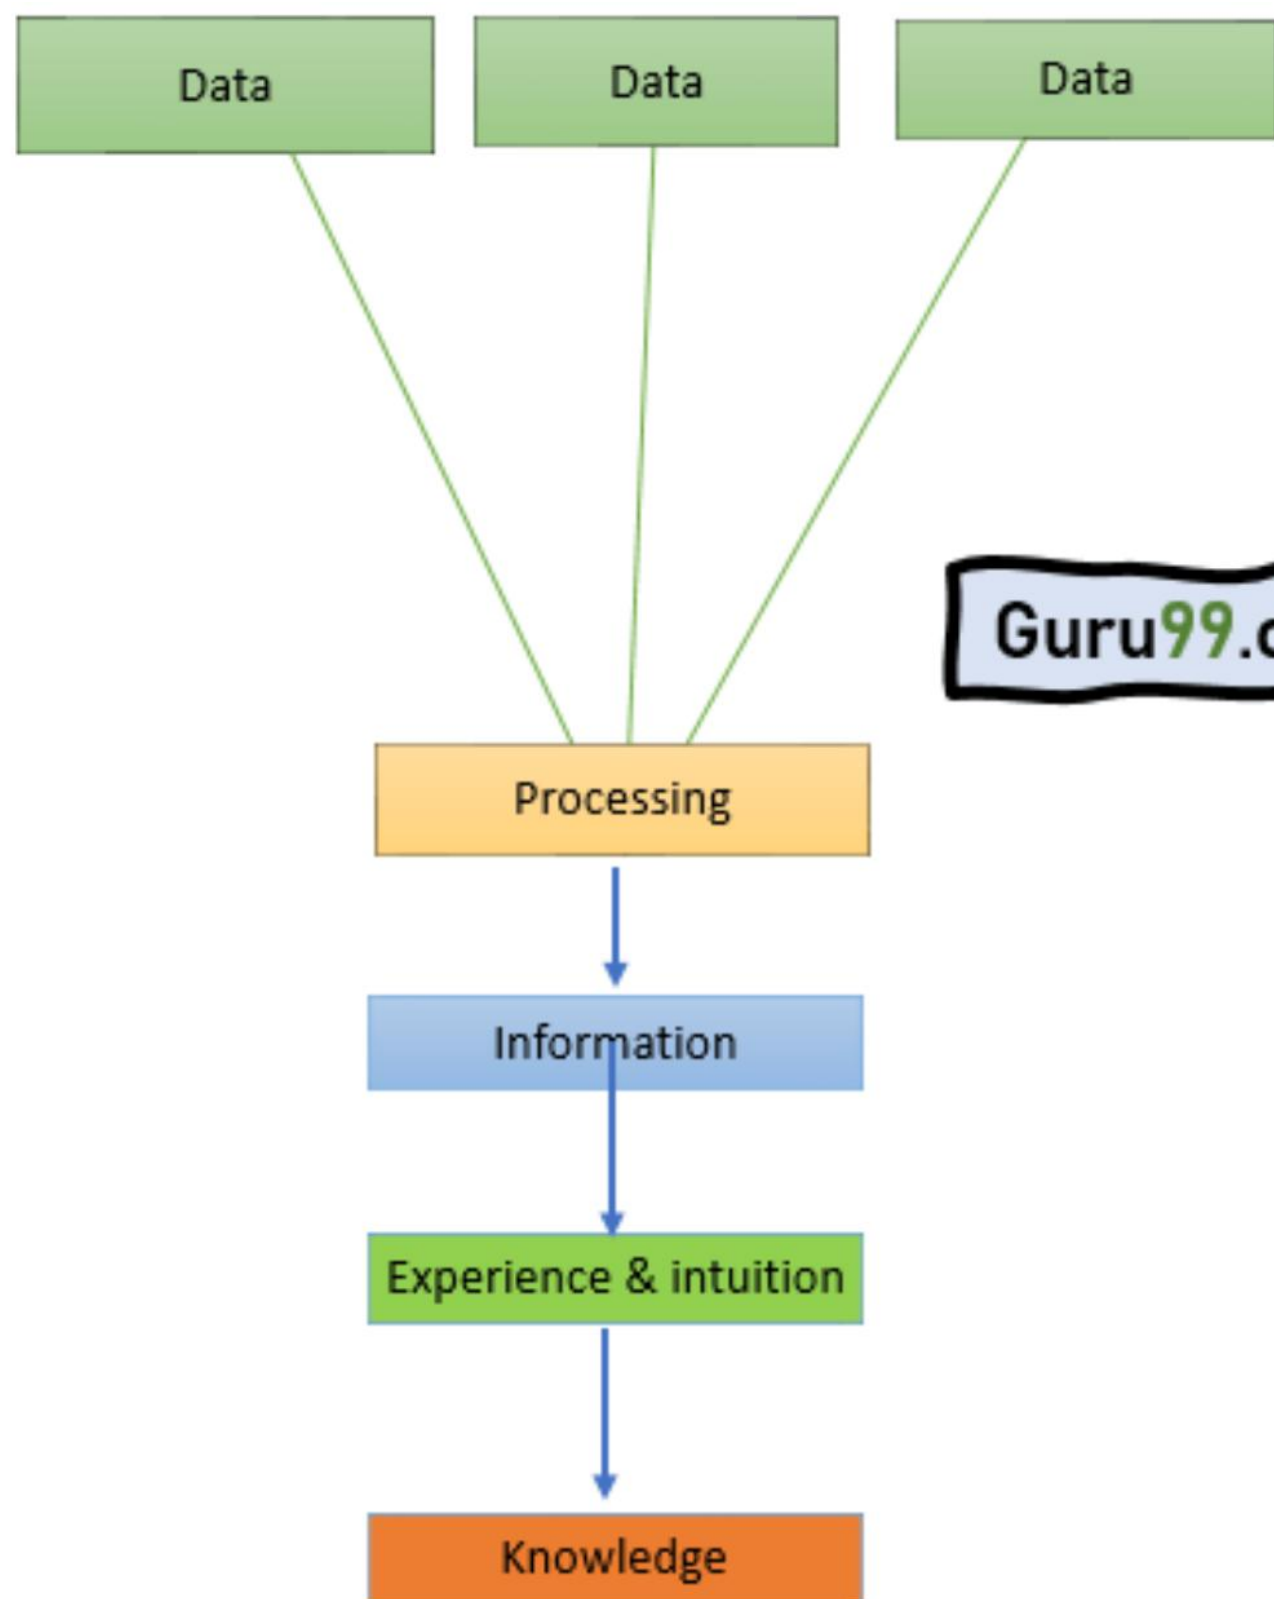 Data
Data
Data
Guru99.c
Processing
Information
Experience & intuition
Knowledge